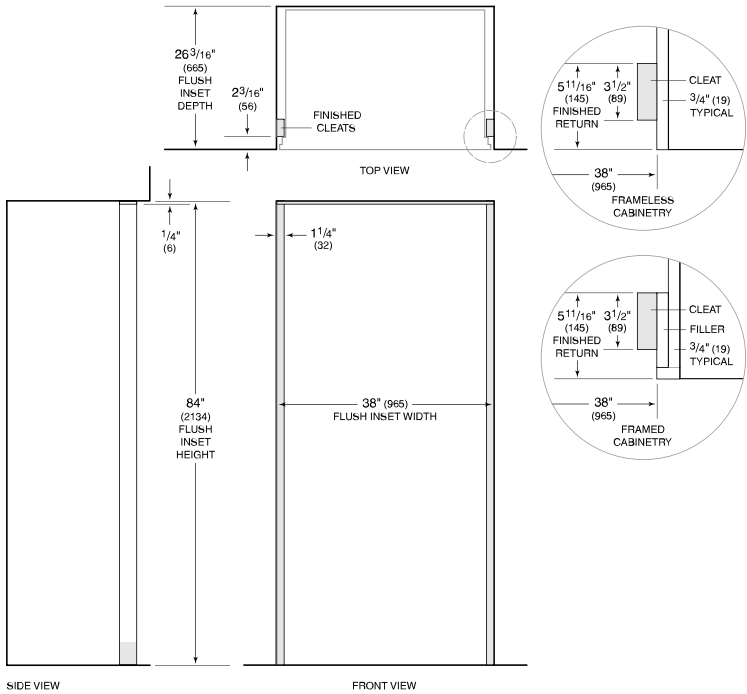 26 3/16"
(665)
FLUSH
INSET
DEPTH
2 3/16"
(56)
FINISHED
CLEATS
TOP VIEW
5 11/16"
(145)
FINISHED
RETURN
3 1/2"
(89)
CLEAT
3/4" (19)
TYPICAL
38"
(965)
FRAMELESS
CABINETRY
1/4"
(6)
1 1/4"
(32)
84"
(2134)
FLUSH
INSET
HEIGHT
38" (965)
FLUSH INSET WIDTH
5 11/16"
(145)
FINISHED
RETURN
3 1/2"
(89)
CLEAT
FILLER
3/4" (19)
TYPICAL
38"
(965)
FRAMED
CABINETRY
SIDE VIEW
FRONT VIEW